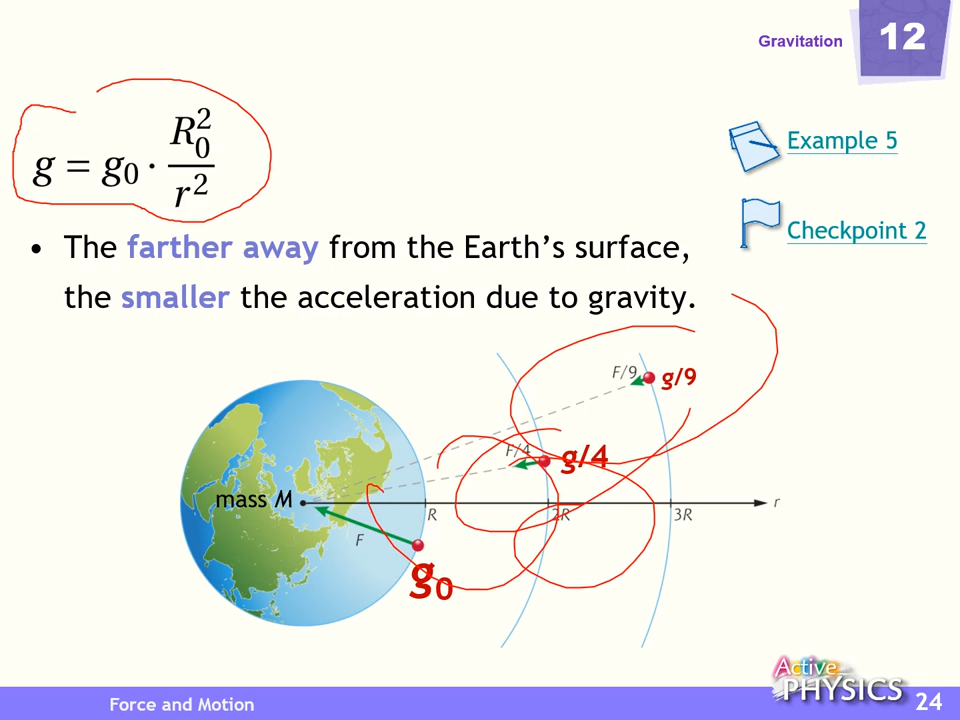 Gravitation
12
g = g₀ · R₀² / r²
Example 5
Checkpoint 2
• The farther away from the Earth’s surface,
the smaller the acceleration due to gravity.
F/9
g/9
F/4
g/4
mass M
r
R
2R
3R
F
g₀
Active
PHYSICS
Force and Motion
24